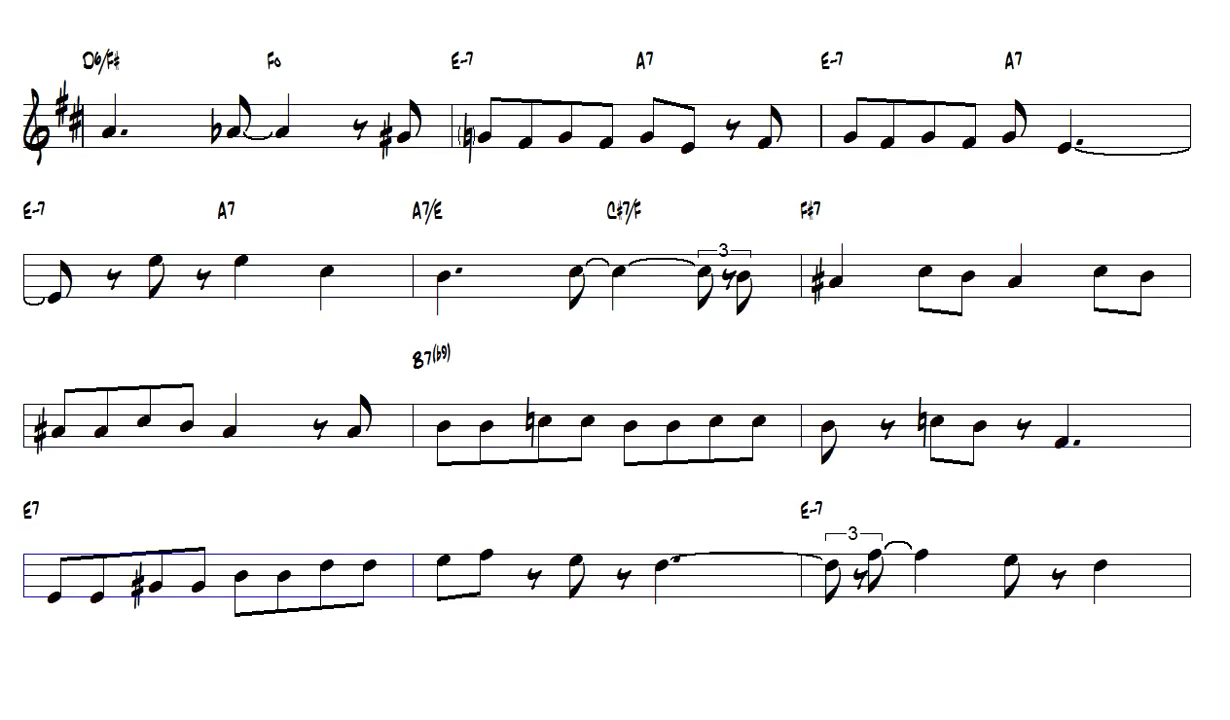 D6/F# Fo E-7 A7 E-7 A7
E-7 A7 A7/E C#7/F F#7
3
B7(b9)
E7 E-7
3